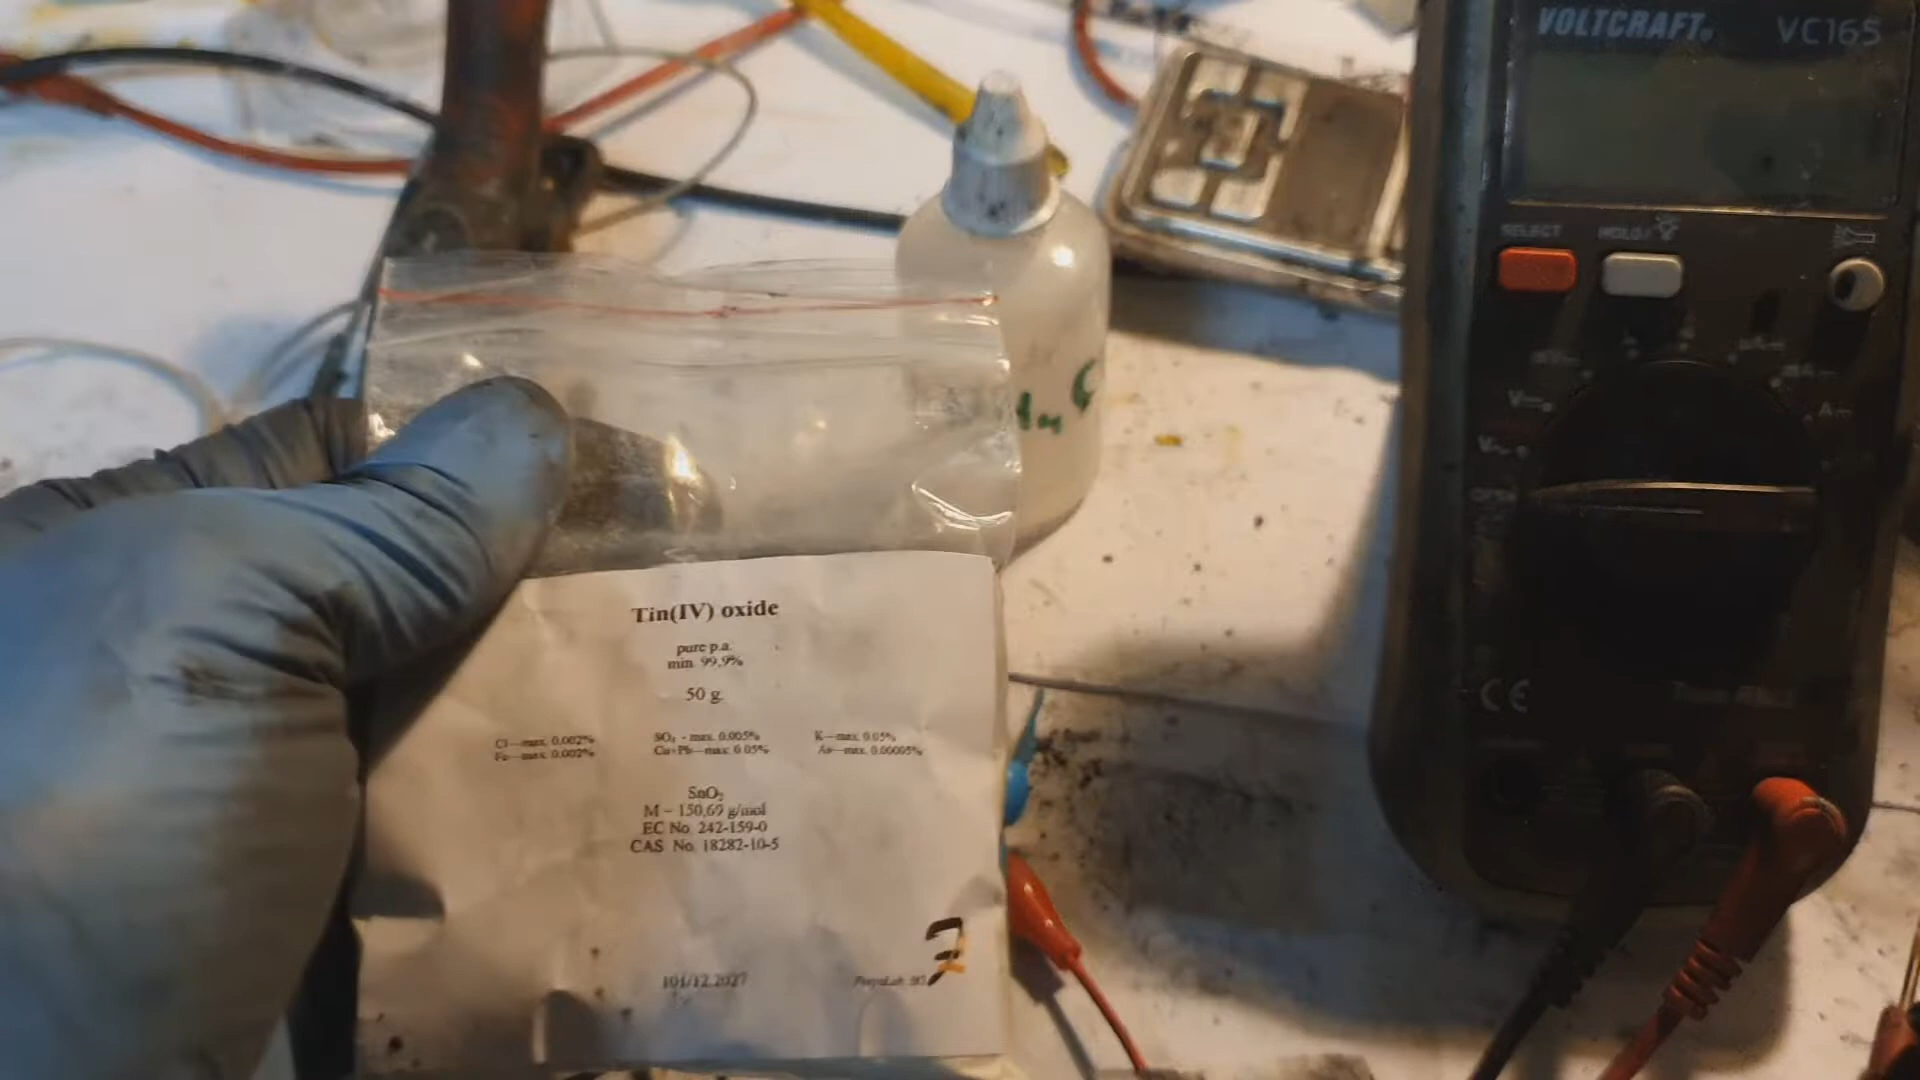 VOLTCRAFT® VC165
SELECT HOLD/
Tin(IV) oxide
pure p.a.
min. 99,9%
50 g
Cl—max. 0,002% SO₄ - max. 0.005% K—max. 0.05%
Fe—max. 0.002% Cu+Pb—max. 0.05% As—max. 0.00005%
SnO₂
M – 150,69 g/mol
EC No. 242-159-0
CAS No. 18282-10-5
CE